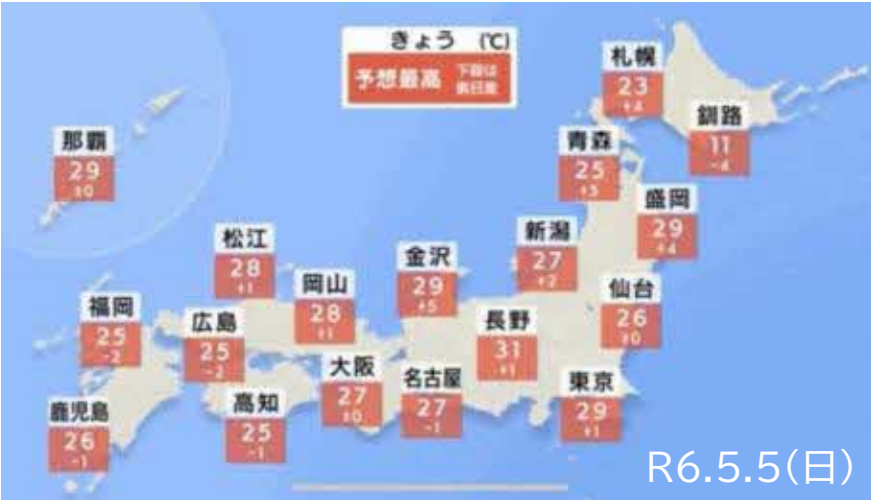 きょう (℃)
予想最高
下段は
前日差
札幌
23
+4
釧路
11
-4
那覇
29
±0
青森
25
+3
盛岡
29
+4
松江
28
+1
金沢
29
+5
新潟
27
+2
岡山
28
+1
仙台
26
±0
福岡
25
-2
広島
25
-2
長野
31
+1
大阪
27
±0
名古屋
27
-1
東京
29
+1
鹿児島
26
-1
高知
25
-1
R6.5.5(日)